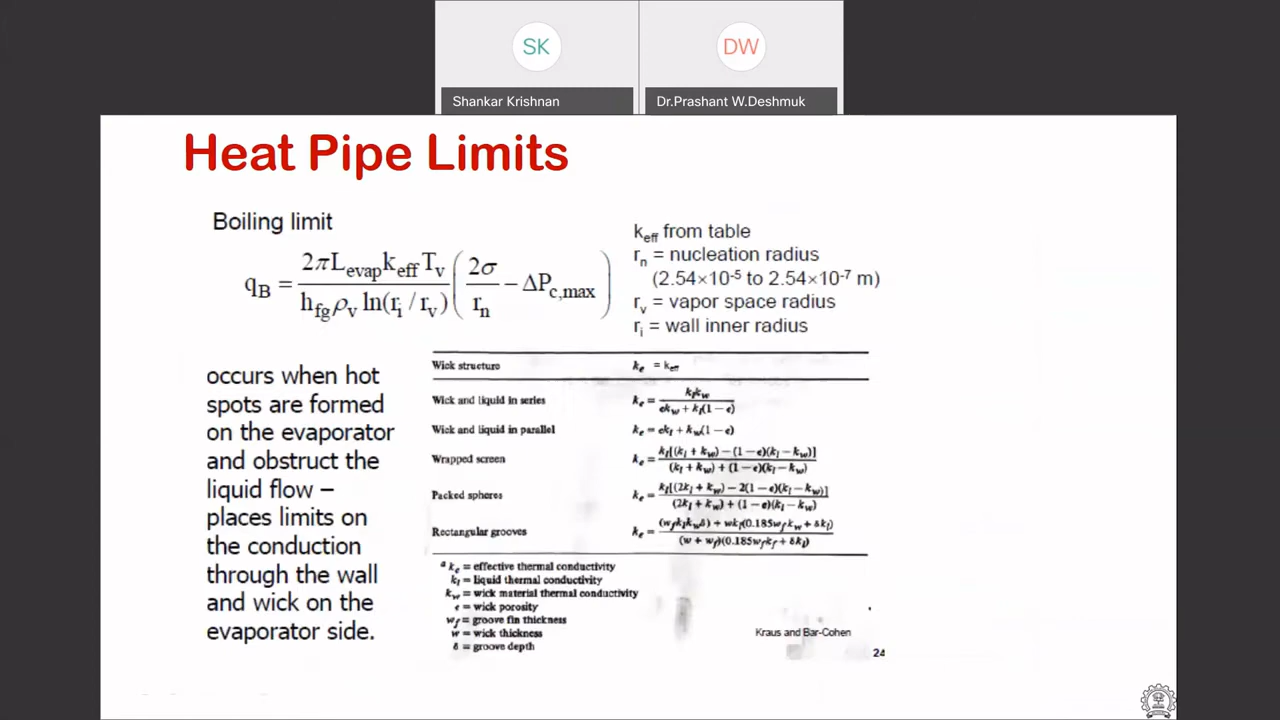 SK
DW
Shankar Krishnan
Dr.Prashant W.Deshmuk
Heat Pipe Limits
Boiling limit
q_B = 2πL_evap k_eff T_v / h_fg ρ_v ln(r_i / r_v) (2σ / r_n − ΔP_c,max)
k_eff from table
r_n = nucleation radius
(2.54×10^-5 to 2.54×10^-7 m)
r_v = vapor space radius
r_i = wall inner radius
occurs when hot
spots are formed
on the evaporator
and obstruct the
liquid flow –
places limits on
the conduction
through the wall
and wick on the
evaporator side.
Wick structure k_e = k_eff
Wick and liquid in series k_e = k_l k_w / ϵk_w + k_l(1 − ϵ)
Wick and liquid in parallel k_e = ϵk_l + k_w(1 − ϵ)
Wrapped screen k_e = k_l[(k_l + k_w) − (1 − ϵ)(k_l − k_w)] / (k_l + k_w) + (1 − ϵ)(k_l − k_w)
Packed spheres k_e = k_l[(2k_l + k_w) − 2(1 − ϵ)(k_l − k_w)] / (2k_l + k_w) + (1 − ϵ)(k_l − k_w)
Rectangular grooves k_e = (w_f k_l k_w δ) + wk_l(0.185w_f k_w + δk_l) / (w + w_f)(0.185w_f k_f + δk_l)
a k_e = effective thermal conductivity
k_l = liquid thermal conductivity
k_w = wick material thermal conductivity
ϵ = wick porosity
w_f = groove fin thickness
w = wick thickness
δ = groove depth
Kraus and Bar-Cohen
24